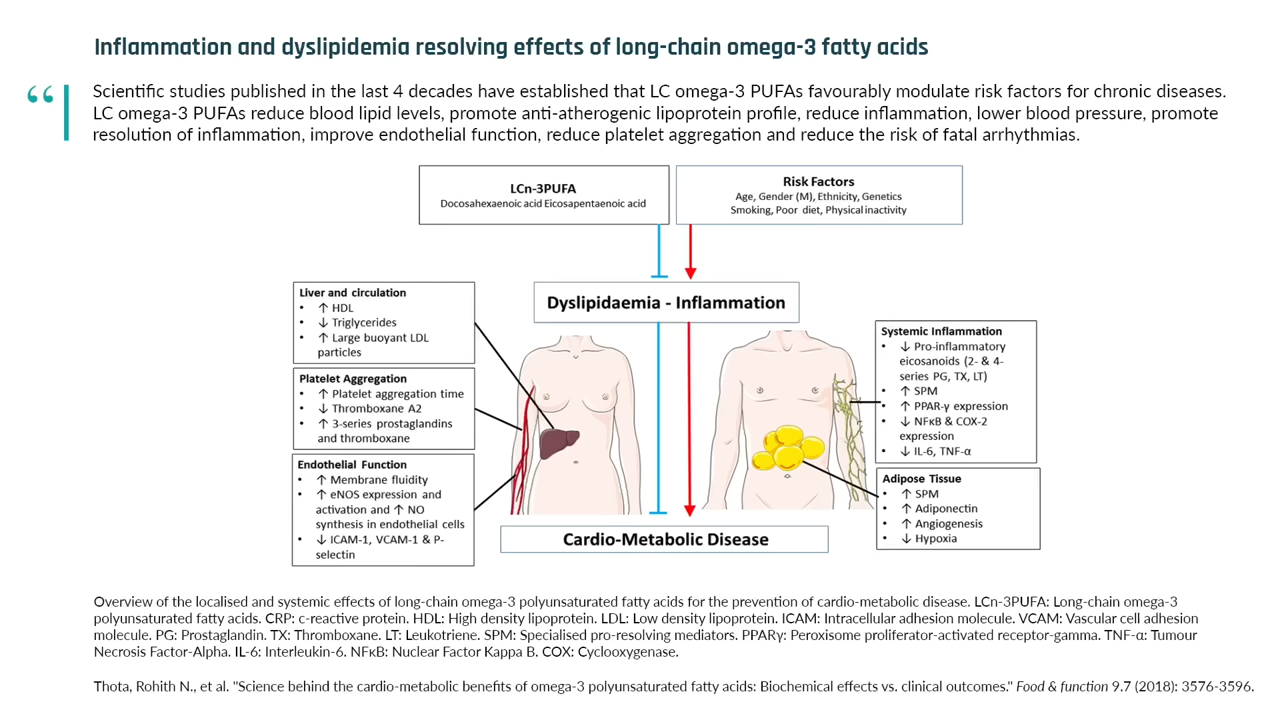 Inflammation and dyslipidemia resolving effects of long-chain omega-3 fatty acids
“
Scientific studies published in the last 4 decades have established that LC omega-3 PUFAs favourably modulate risk factors for chronic diseases.
LC omega-3 PUFAs reduce blood lipid levels, promote anti-atherogenic lipoprotein profile, reduce inflammation, lower blood pressure, promote
resolution of inflammation, improve endothelial function, reduce platelet aggregation and reduce the risk of fatal arrhythmias.
LCn-3PUFA
Docosahexaenoic acid Eicosapentaenoic acid
Risk Factors
Age, Gender (M), Ethnicity, Genetics
Smoking, Poor diet, Physical inactivity
Dyslipidaemia - Inflammation
Liver and circulation
• ↑ HDL
• ↓ Triglycerides
• ↑ Large buoyant LDL
particles
Platelet Aggregation
• ↑ Platelet aggregation time
• ↓ Thromboxane A2
• ↑ 3-series prostaglandins
and thromboxane
Endothelial Function
• ↑ Membrane fluidity
• ↑ eNOS expression and
activation and ↑ NO
synthesis in endothelial cells
• ↓ ICAM-1, VCAM-1 & P-
selectin
Systemic Inflammation
• ↓ Pro-inflammatory
eicosanoids (2- & 4-
series PG, TX, LT)
• ↑ SPM
• ↑ PPAR-γ expression
• ↓ NFκB & COX-2
expression
• ↓ IL-6, TNF-α
Adipose Tissue
• ↑ SPM
• ↑ Adiponectin
• ↑ Angiogenesis
• ↓ Hypoxia
Cardio-Metabolic Disease
Overview of the localised and systemic effects of long-chain omega-3 polyunsaturated fatty acids for the prevention of cardio-metabolic disease. LCn-3PUFA: Long-chain omega-3
polyunsaturated fatty acids. CRP: c-reactive protein. HDL: High density lipoprotein. LDL: Low density lipoprotein. ICAM: Intracellular adhesion molecule. VCAM: Vascular cell adhesion
molecule. PG: Prostaglandin. TX: Thromboxane. LT: Leukotriene. SPM: Specialised pro-resolving mediators. PPARγ: Peroxisome proliferator-activated receptor-gamma. TNF-α: Tumour
Necrosis Factor-Alpha. IL-6: Interleukin-6. NFκB: Nuclear Factor Kappa B. COX: Cyclooxygenase.
Thota, Rohith N., et al. "Science behind the cardio-metabolic benefits of omega-3 polyunsaturated fatty acids: Biochemical effects vs. clinical outcomes." Food & function 9.7 (2018): 3576-3596.